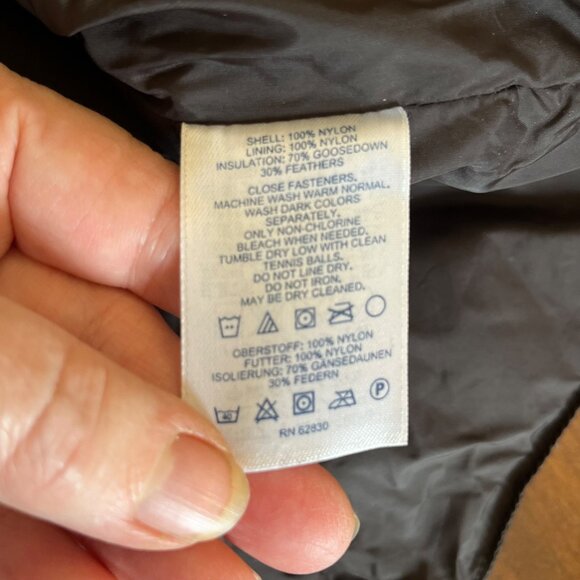 SHELL: 100% NYLON
LINING: 100% NYLON
INSULATION: 70% GOOSEDOWN
30% FEATHERS
CLOSE FASTENERS.
MACHINE WASH WARM NORMAL.
WASH DARK COLORS
SEPARATELY.
ONLY NON-CHLORINE
BLEACH WHEN NEEDED.
TUMBLE DRY LOW WITH CLEAN
TENNIS BALLS.
DO NOT LINE DRY.
DO NOT IRON.
MAY BE DRY CLEANED.
OBERSTOFF: 100% NYLON
FUTTER: 100% NYLON
ISOLIERUNG: 70% GÄNSEDAUNEN
30% FEDERN
40 P
RN 62830